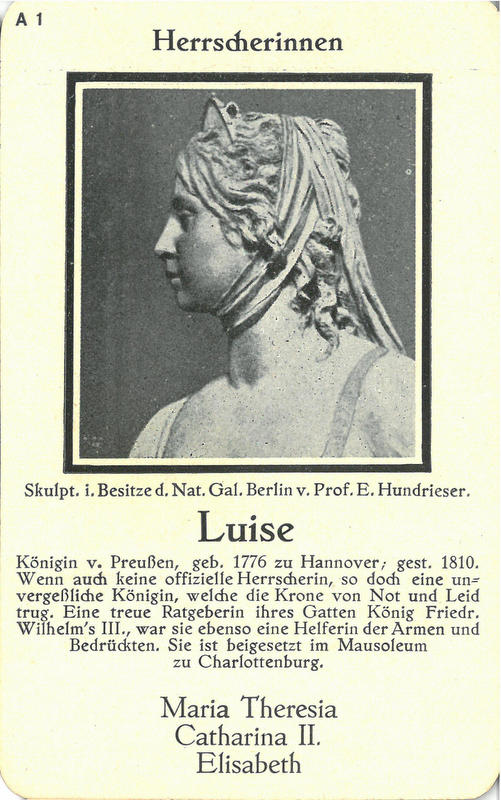 A 1
Herrscherinnen
Skulpt. i. Besitze d. Nat. Gal. Berlin v. Prof. E. Hundrieser.
Luise
Königin v. Preußen, geb. 1776 zu Hannover, gest. 1810.
Wenn auch keine offizielle Herrscherin, so doch eine un-
vergeßliche Königin, welche die Krone von Not und Leid
trug. Eine treue Ratgeberin ihres Gatten König Friedr.
Wilhelm's III., war sie ebenso eine Helferin der Armen und
Bedrückten. Sie ist beigesetzt im Mausoleum
zu Charlottenburg.
Maria Theresia
Catharina II.
Elisabeth